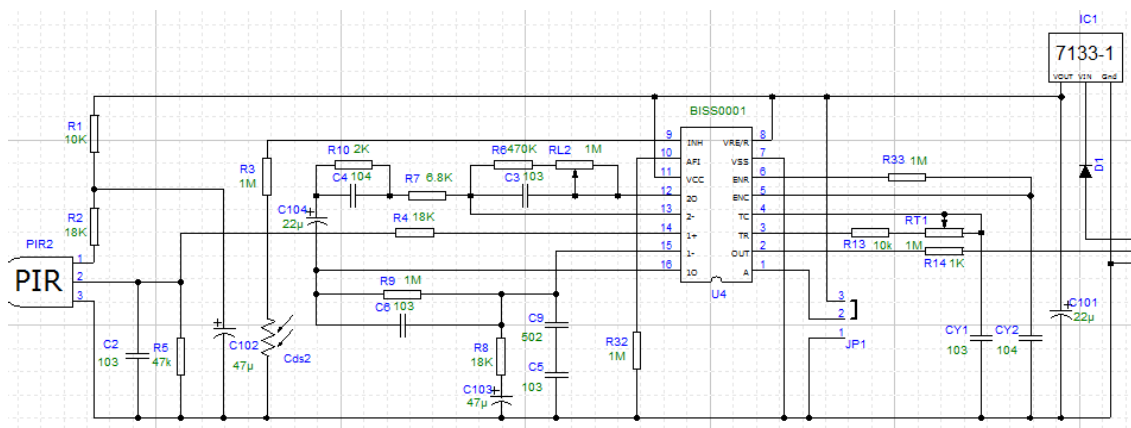 IC1
7133-1
VOUT VIN Gnd
BISS0001
R1
10K
R10 2K
R6 470K
RL2 1M
9
INH
VRE/R
8
10
AFI
VSS
7
R33 1M
D1
R3
1M
C4 104
R7 6.8K
C3 103
11
VCC
ENR
6
12
2O
ENC
5
C104
22µ
R4 18K
13
2-
TC
4
R2
18K
14
1+
TR
3
RT1
PIR2
15
1-
OUT
2
R13 10k
1M
R14 1K
1
PIR
2
3
16
1O
A
1
U4
R9 1M
C6 103
3
2
1
JP1
C101
22µ
C2
103
R5
47k
C102
47µ
Cds2
C9
502
R8
18K
R32
1M
CY1
103
CY2
104
C5
103
C103
47µ